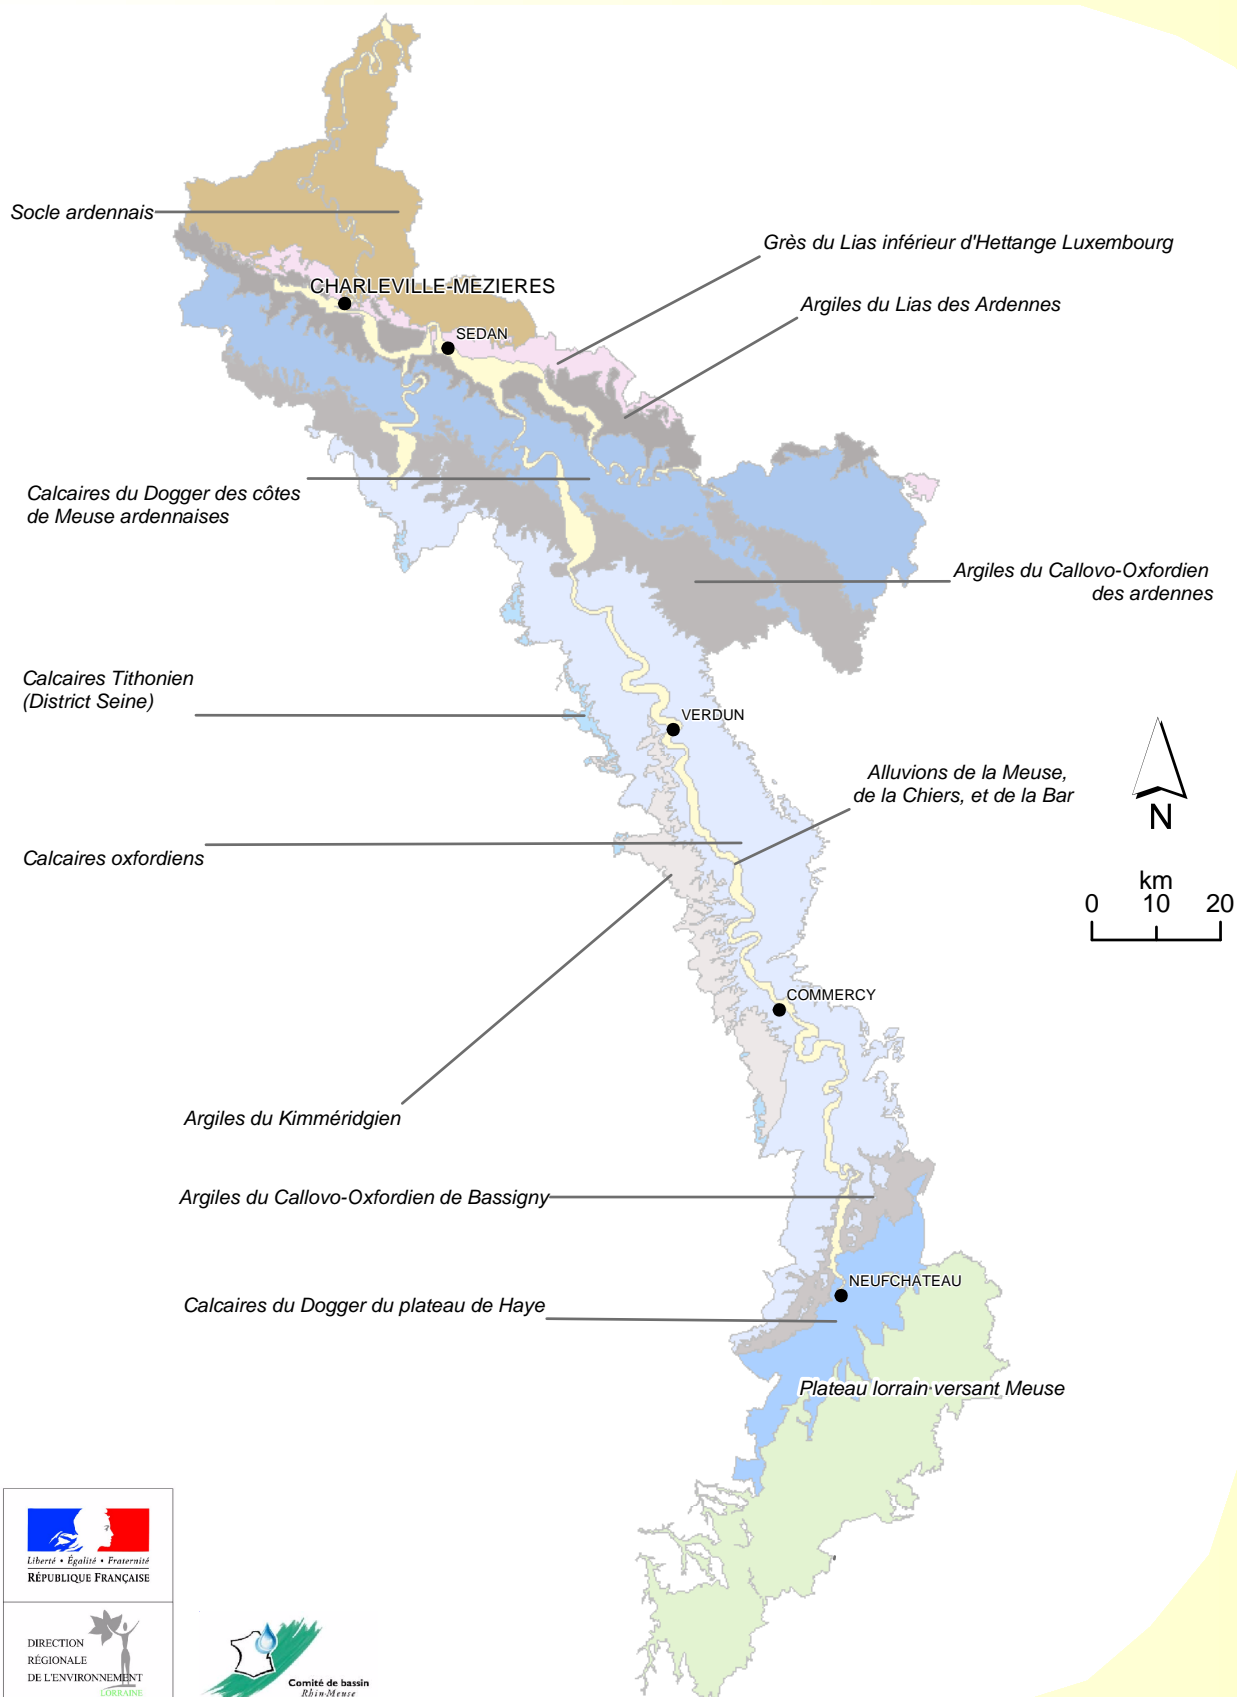 Socle ardennais
Grès du Lias inférieur d'Hettange Luxembourg
CHARLEVILLE-MEZIERES
Argiles du Lias des Ardennes
SEDAN
Calcaires du Dogger des côtes
de Meuse ardennaises
Argiles du Callovo-Oxfordien
des ardennes
Calcaires Tithonien
(District Seine)
VERDUN
Alluvions de la Meuse,
de la Chiers, et de la Bar
N
Calcaires oxfordiens
km
0 10 20
COMMERCY
Argiles du Kimméridgien
Argiles du Callovo-Oxfordien de Bassigny
NEUFCHATEAU
Calcaires du Dogger du plateau de Haye
Plateau lorrain versant Meuse
Liberté • Égalité • Fraternité
RÉPUBLIQUE FRANÇAISE
DIRECTION
RÉGIONALE
DE L'ENVIRONNEMENT
LORRAINE
Comité de bassin
Rhin-Meuse